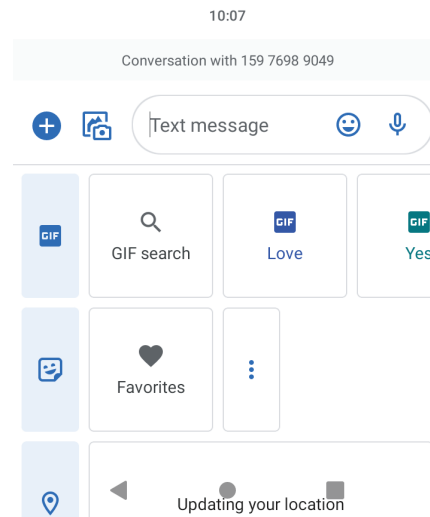 10:07
Conversation with 159 7698 9049
Text message
GIF
GIF search
GIF
Love
GIF
Yes
Favorites
Updating your location